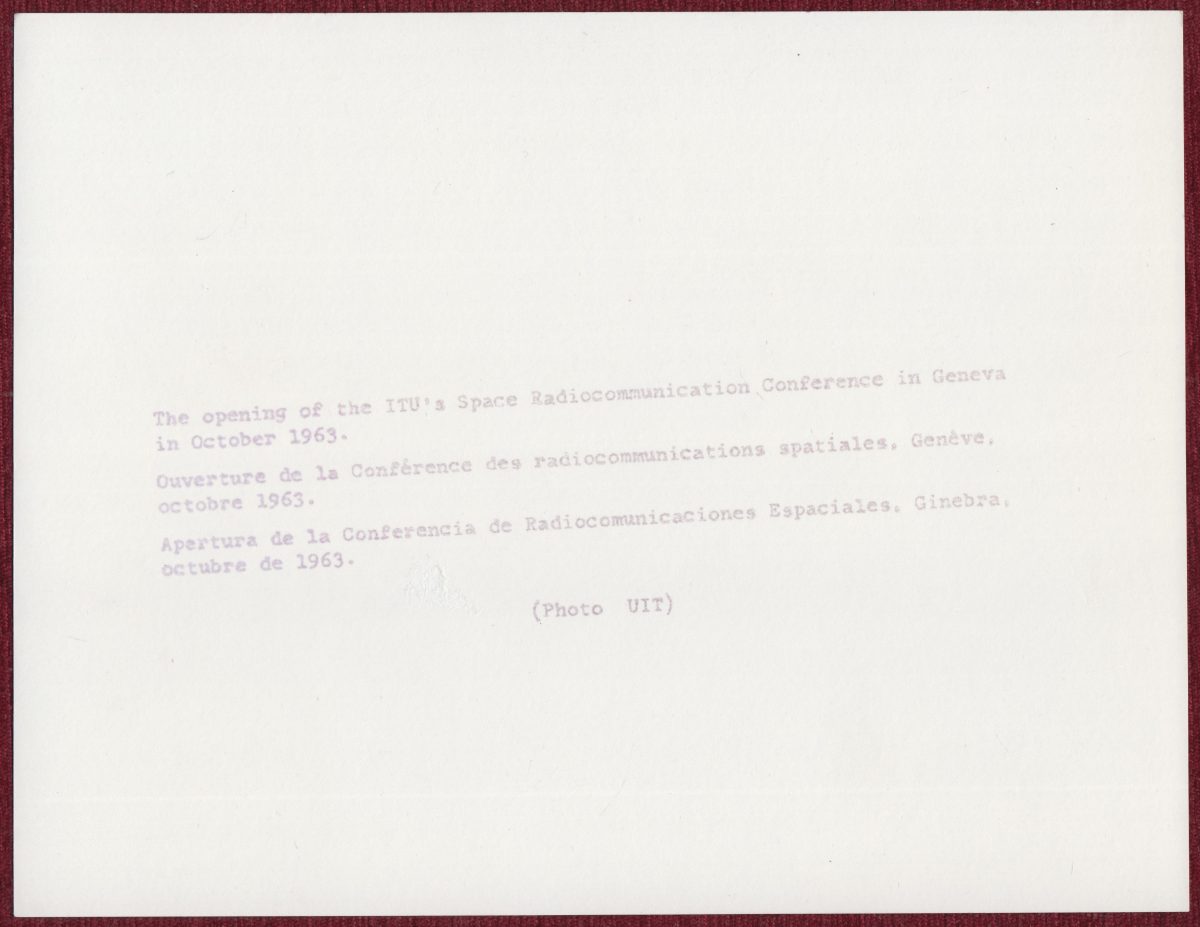 The opening of the ITU's Space Radiocommunication Conference in Geneva
in October 1963.
Ouverture de la Conférence des radiocommunications spatiales, Genève,
octobre 1963.
Apertura de la Conferencia de Radiocomunicaciones Espaciales, Ginebra,
octubre de 1963.
(Photo UIT)